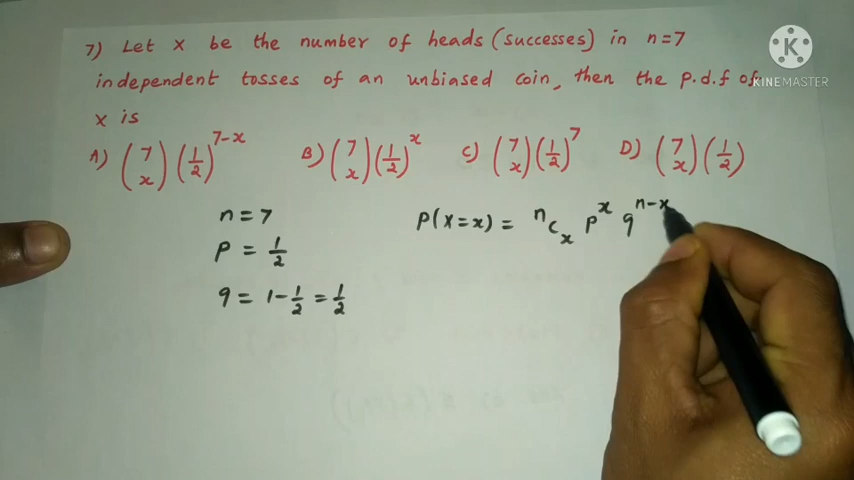 7) Let x be the number of heads (successes) in n=7
independent tosses of an unbiased coin, then the p.d.f of
x is
A) (7 x) (1/2)^7-x B) (7 x) (1/2)^x C) (7 x) (1/2)^7 D) (7 x) (1/2)
n = 7
P = 1/2
q = 1 - 1/2 = 1/2
P(X=x) = nCx P^x q^n-x
K
KINEMASTER